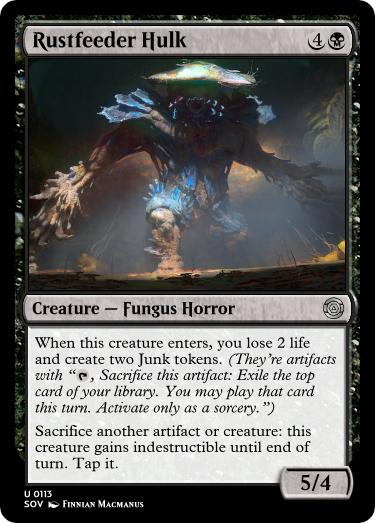 Rustfeeder Hulk 4
Creature — Fungus Horror
When this creature enters, you lose 2 life
and create two Junk tokens. (They're artifacts
with “, Sacrifice this artifact: Exile the top
card of your library. You may play that card
this turn. Activate only as a sorcery.”)
Sacrifice another artifact or creature: this
creature gains indestructible until end of
turn. Tap it.
5/4
U 0113
SOV Finnian Macmanus